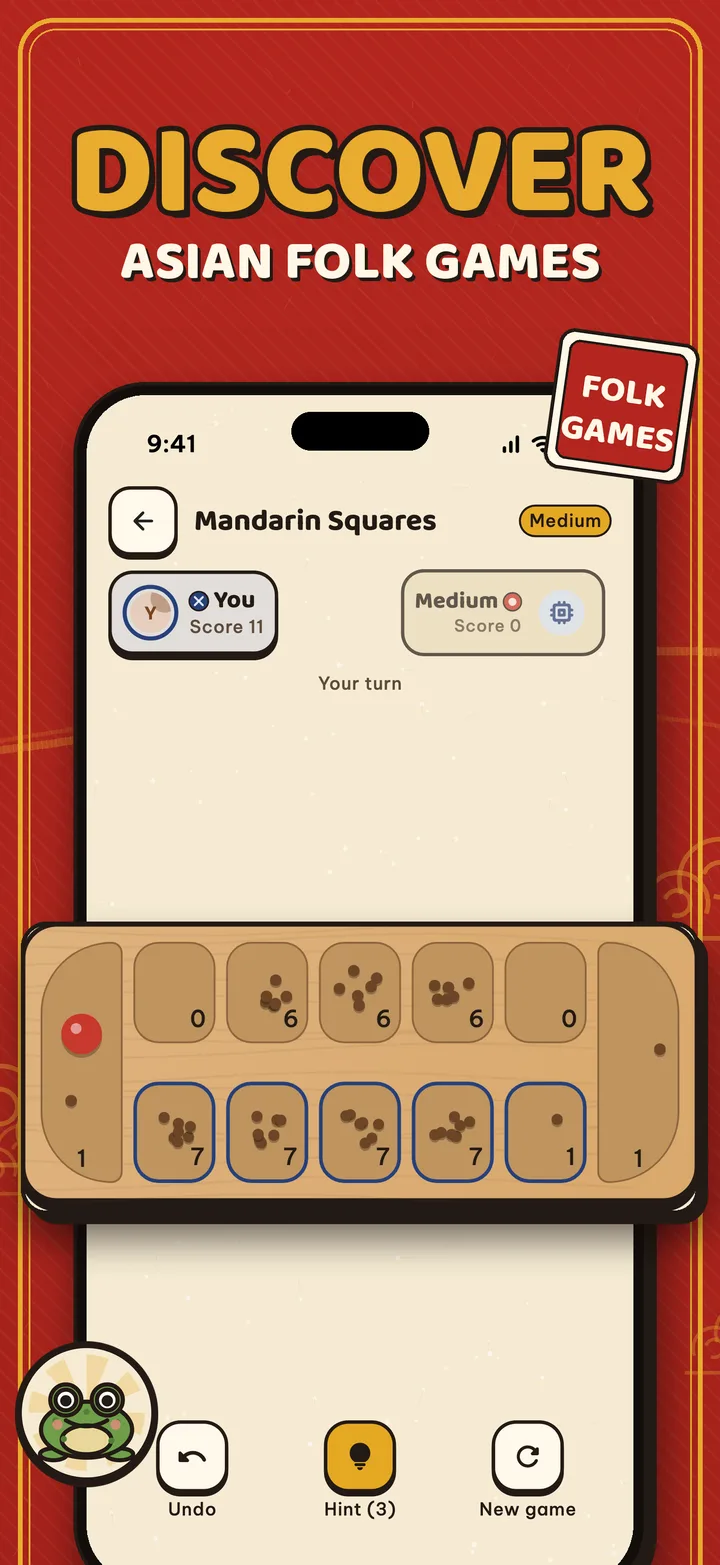 DISCOVER
ASIAN FOLK GAMES
FOLK
GAMES
9:41
Mandarin Squares
Medium
Y
You
Score 11
Medium
Score 0
Your turn
0
6
6
6
0
1
7
7
7
7
1
1
Undo
Hint (3)
New game